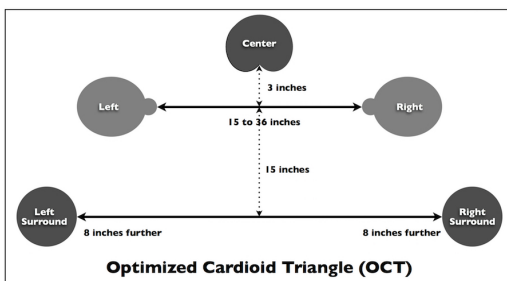 Center
3 inches
Left
Right
15 to 36 inches
15 inches
Left
Surround
Right
Surround
8 inches further
8 inches further
Optimized Cardioid Triangle (OCT)